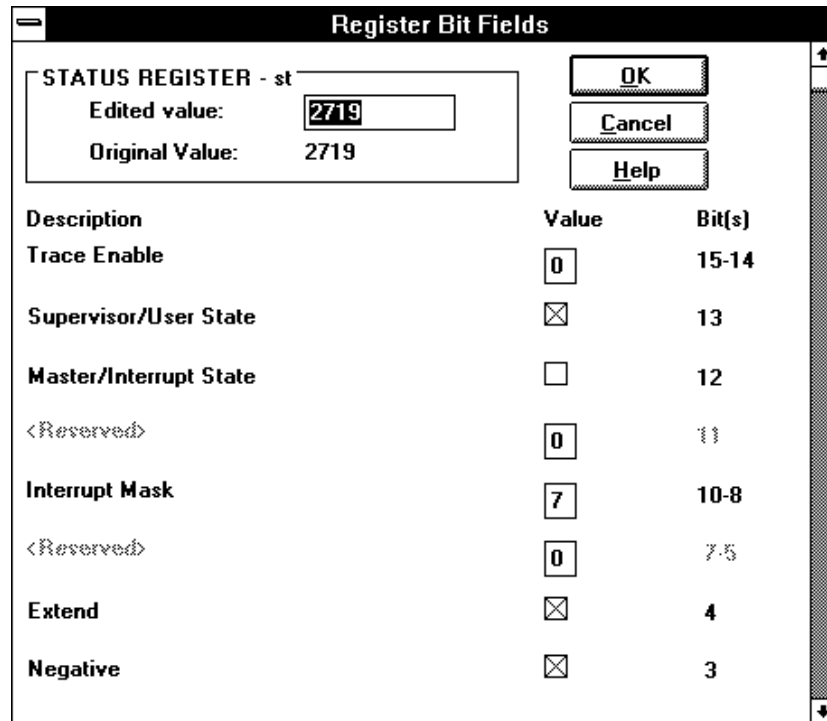 Register Bit Fields
STATUS REGISTER - st
Edited value: 2719
Original Value: 2719
OK
Cancel
Help
Description Value Bit(s)
Trace Enable 0 15-14
Supervisor/User State 13
Master/Interrupt State 12
<Reserved> 0 11
Interrupt Mask 7 10-8
<Reserved> 0 7-5
Extend 4
Negative 3